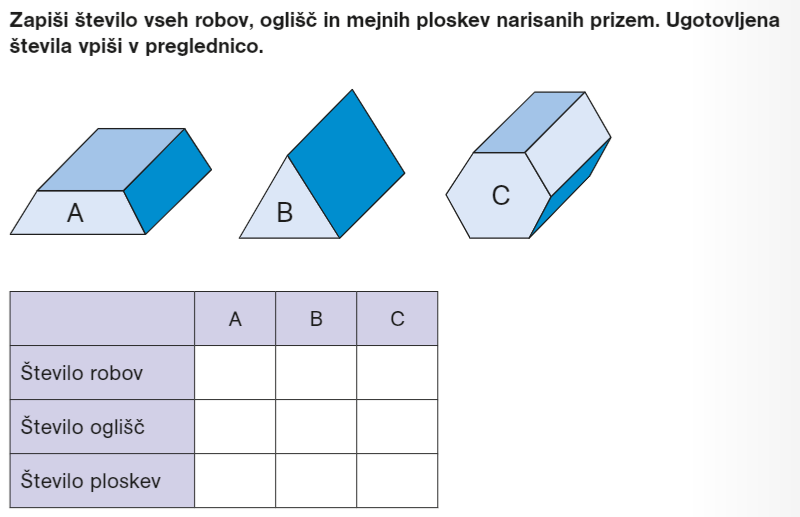 Zapiši število vseh robov, oglišč in mejnih ploskev narisanih prizem. Ugotovljena
števila vpiši v preglednico.
A
B
C
A B C
Število robov
Število oglišč
Število ploskev